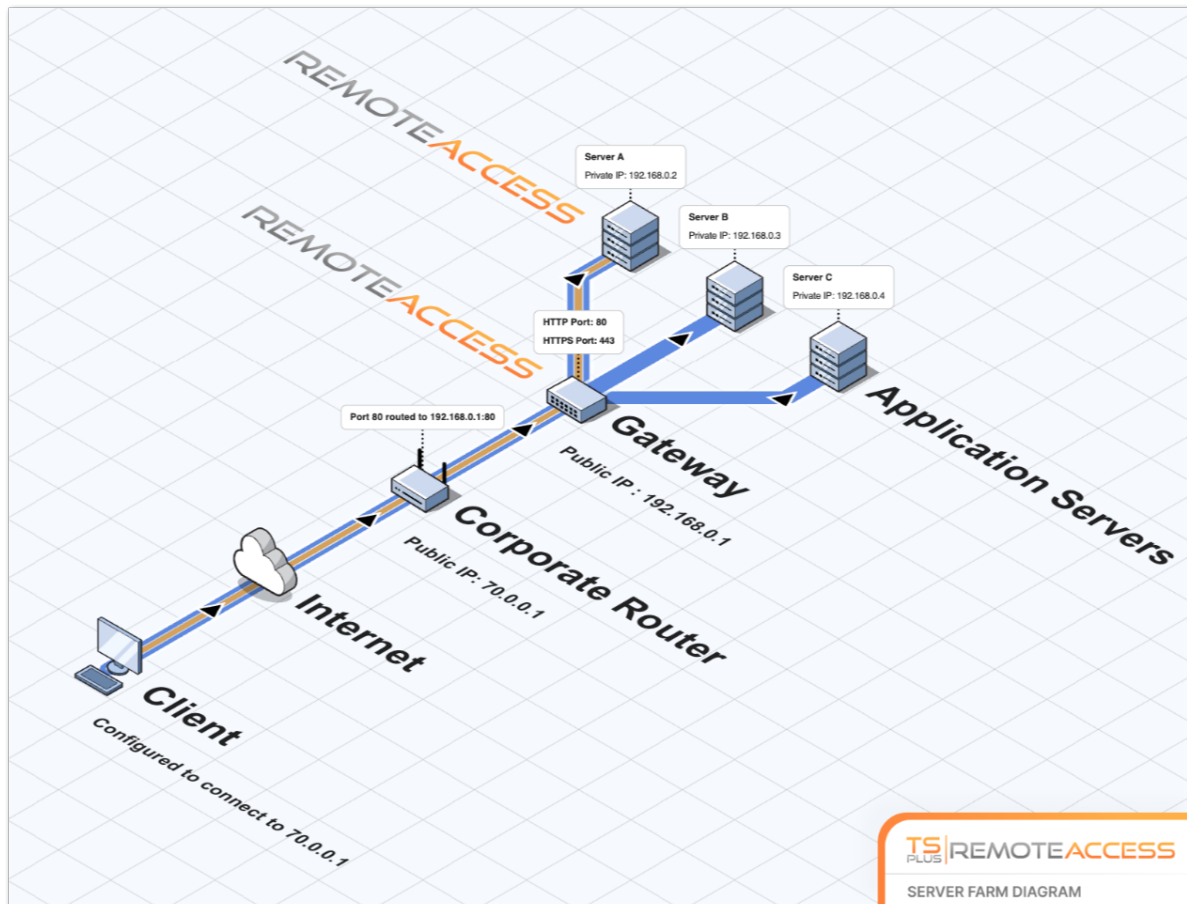 REMOTEACCESS
Server A
Private IP: 192.168.0.2
REMOTEACCESS
Server B
Private IP: 192.168.0.3
Server C
Private IP: 192.168.0.4
HTTP Port: 80
HTTPS Port: 443
Application Servers
Port 80 routed to 192.168.0.1:80
Gateway
Public IP : 192.168.0.1
Corporate Router
Public IP: 70.0.0.1
Internet
Client
Configured to connect to 70.0.0.1
TS PLUS REMOTEACCESS
SERVER FARM DIAGRAM